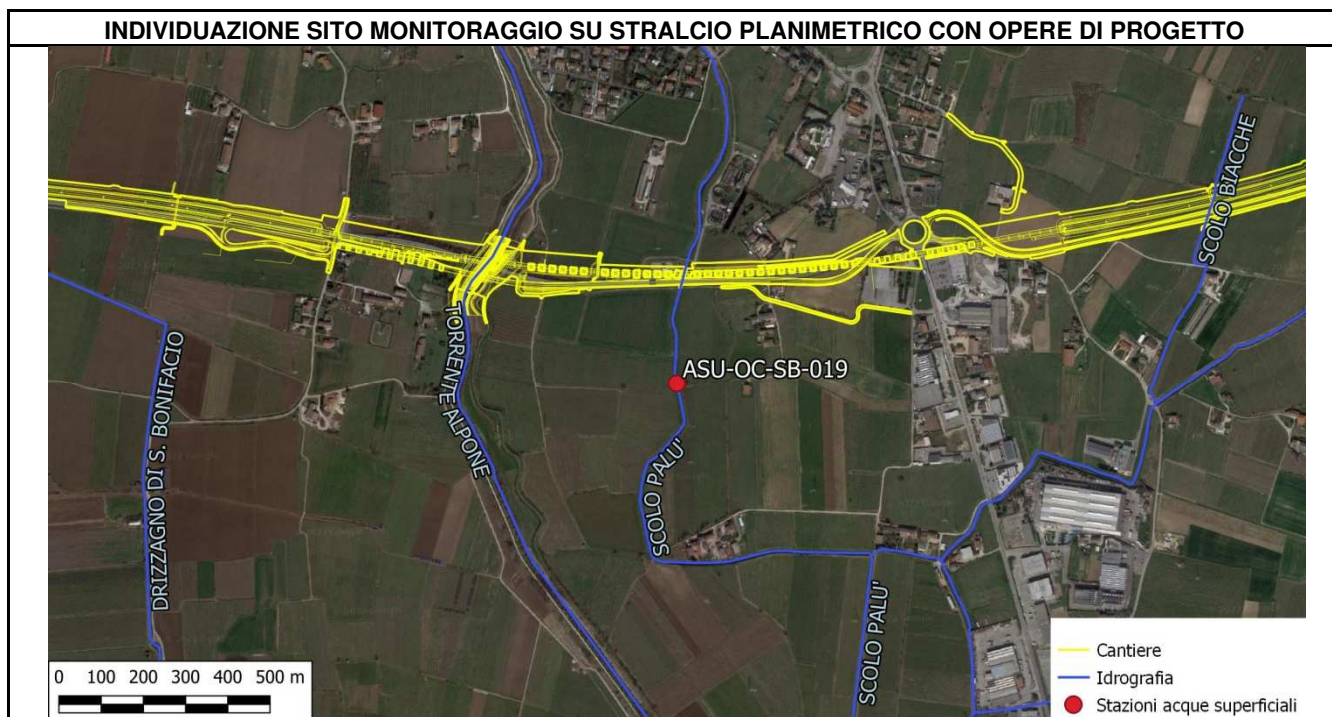 INDIVIDUAZIONE SITO MONITORAGGIO SU STRALCIO PLANIMETRICO CON OPERE DI PROGETTO
SCOLO BIACCHE
TORRENTE ALPONE
ASU-OC-SB-019
DRIZZAGNO DI S. BONIFACIO
SCOLO PALU'
SCOLO PALU'
0 100 200 300 400 500 m
Cantiere
Idrografia
Stazioni acque superficiali